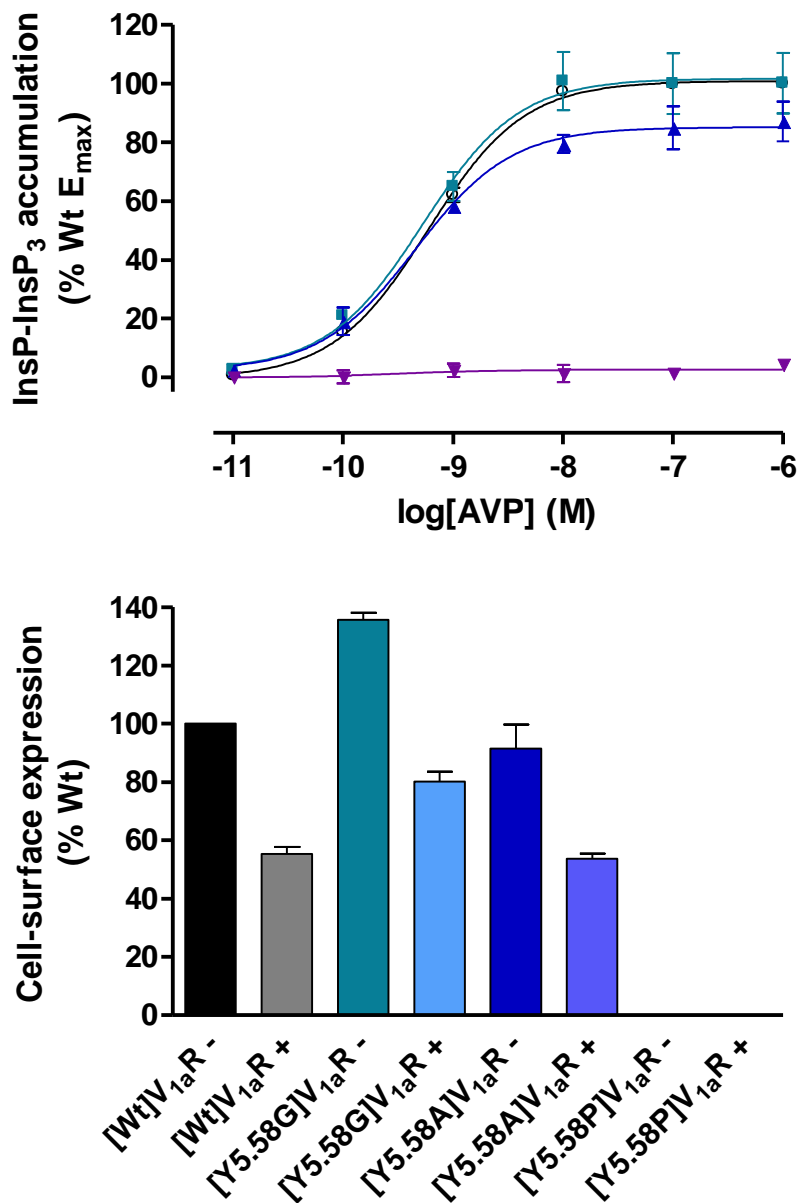 InsP-InsP3 accumulation
(% Wt Emax)
120
100
80
60
40
20
0
-11 -10 -9 -8 -7 -6
log[AVP] (M)
Cell-surface expression
(% Wt)
140
120
100
80
60
40
20
0
[Wt]V1aR -
[Wt]V1aR +
[Y5.58G]V1aR -
[Y5.58G]V1aR +
[Y5.58A]V1aR -
[Y5.58A]V1aR +
[Y5.58P]V1aR -
[Y5.58P]V1aR +